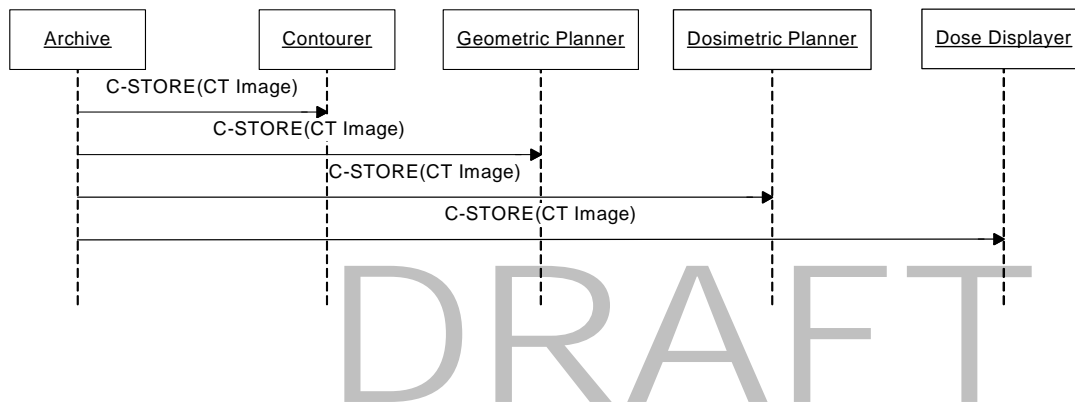 Archive
Contourer
Geometric Planner
Dosimetric Planner
Dose Displayer
C-STORE(CT Image)
C-STORE(CT Image)
C-STORE(CT Image)
C-STORE(CT Image)
DRAFT